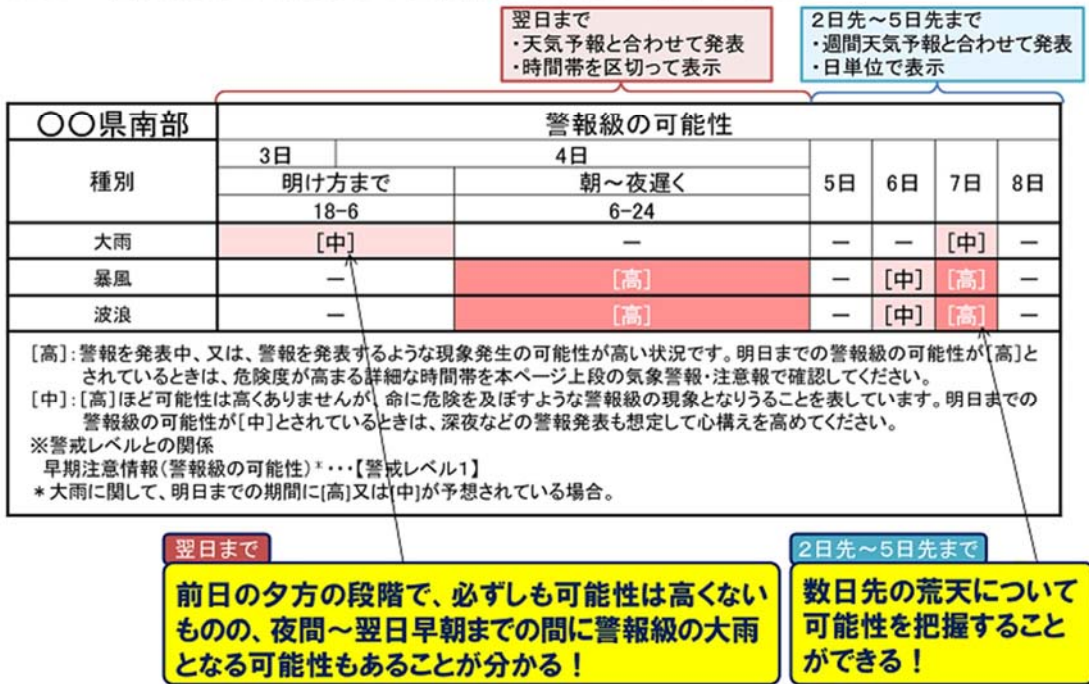 翌日まで
・天気予報と合わせて発表
・時間帯を区切って表示
2日先～5日先まで
・週間天気予報と合わせて発表
・日単位で表示
〇〇県南部
警報級の可能性
種別
3日
4日
5日
6日
7日
8日
明け方まで
朝～夜遅く
18-6
6-24
大雨 [中] － － － [中] －
暴風 － [高] － [中] [高] －
波浪 － [高] － [中] [高] －
[高]：警報を発表中、又は、警報を発表するような現象発生の可能性が高い状況です。明日までの警報級の可能性が[高]と
されているときは、危険度が高まる詳細な時間帯を本ページ上段の気象警報・注意報で確認してください。
[中]：[高]ほど可能性は高くありませんが、命に危険を及ぼすような警報級の現象となりうることを表しています。明日までの
警報級の可能性が[中]とされているときは、深夜などの警報発表も想定して心構えを高めてください。
※警戒レベルとの関係
早期注意情報（警報級の可能性）*・・・【警戒レベル1】
*大雨に関して、明日までの期間に[高]又は[中]が予想されている場合。
翌日まで
前日の夕方の段階で、必ずしも可能性は高くない
ものの、夜間～翌日早朝までの間に警報級の大雨
となる可能性もあることが分かる！
2日先～5日先まで
数日先の荒天について
可能性を把握すること
ができる！